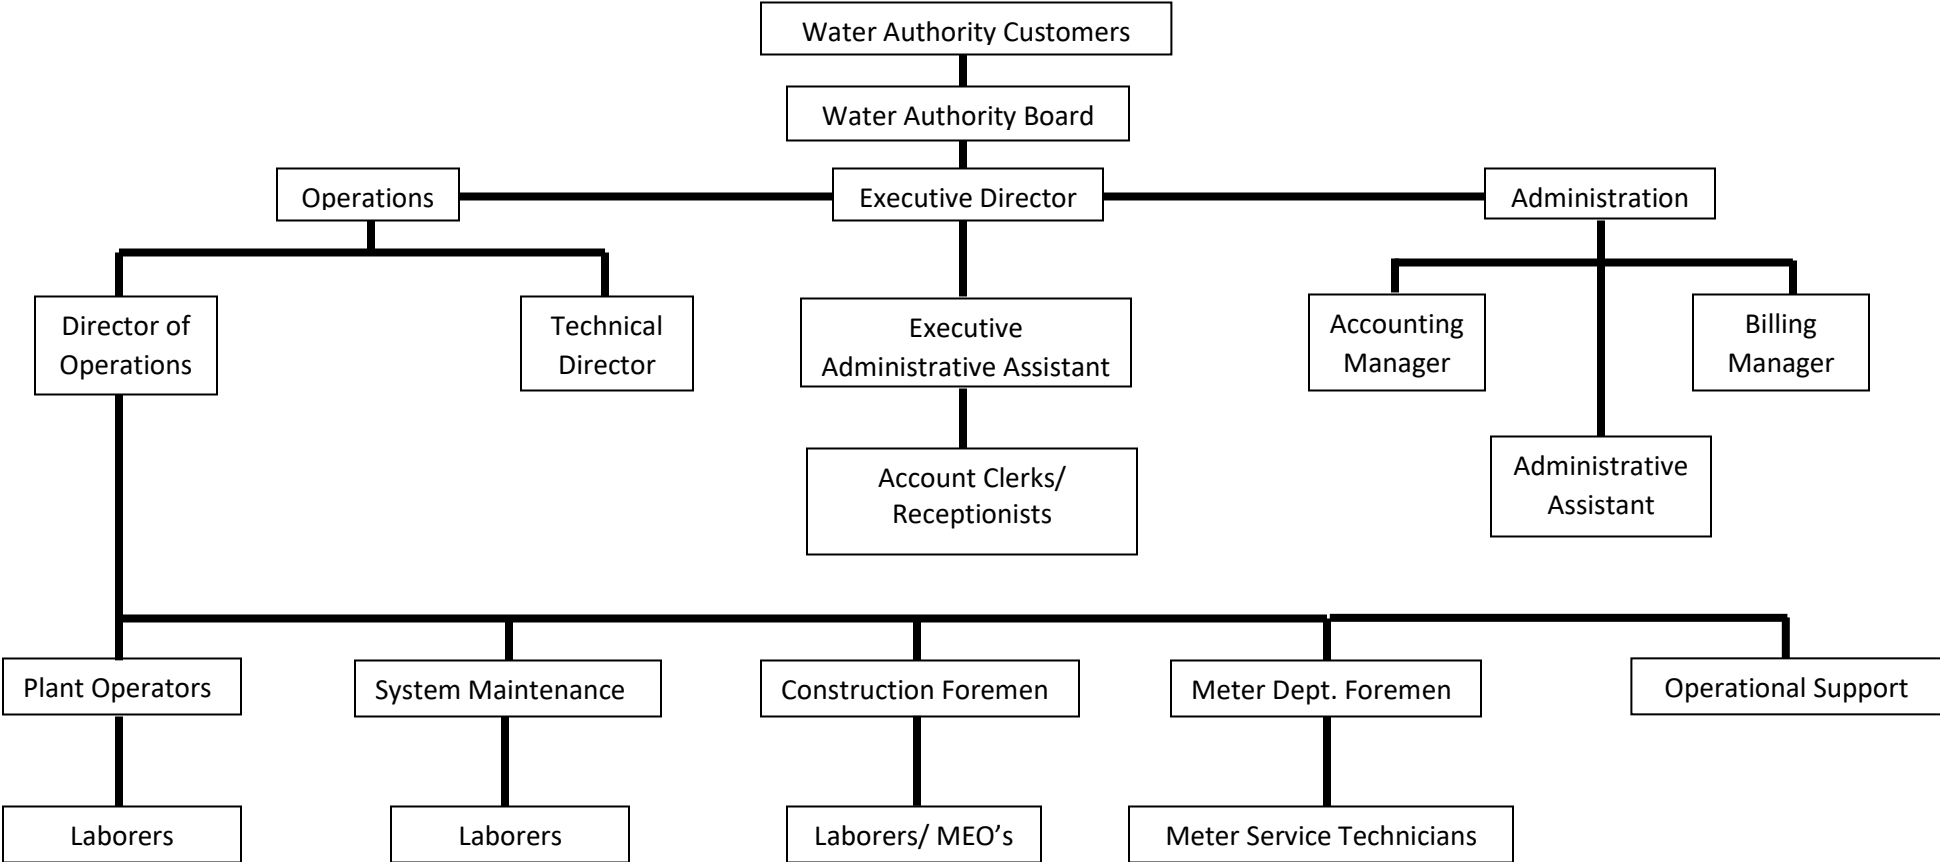 Water Authority Customers
Water Authority Board
Operations
Executive Director
Administration
Director of
Operations
Technical
Director
Executive
Administrative Assistant
Accounting
Manager
Billing
Manager
Account Clerks/
Receptionists
Administrative
Assistant
Plant Operators
System Maintenance
Construction Foremen
Meter Dept. Foremen
Operational Support
Laborers
Laborers
Laborers/ MEO’s
Meter Service Technicians